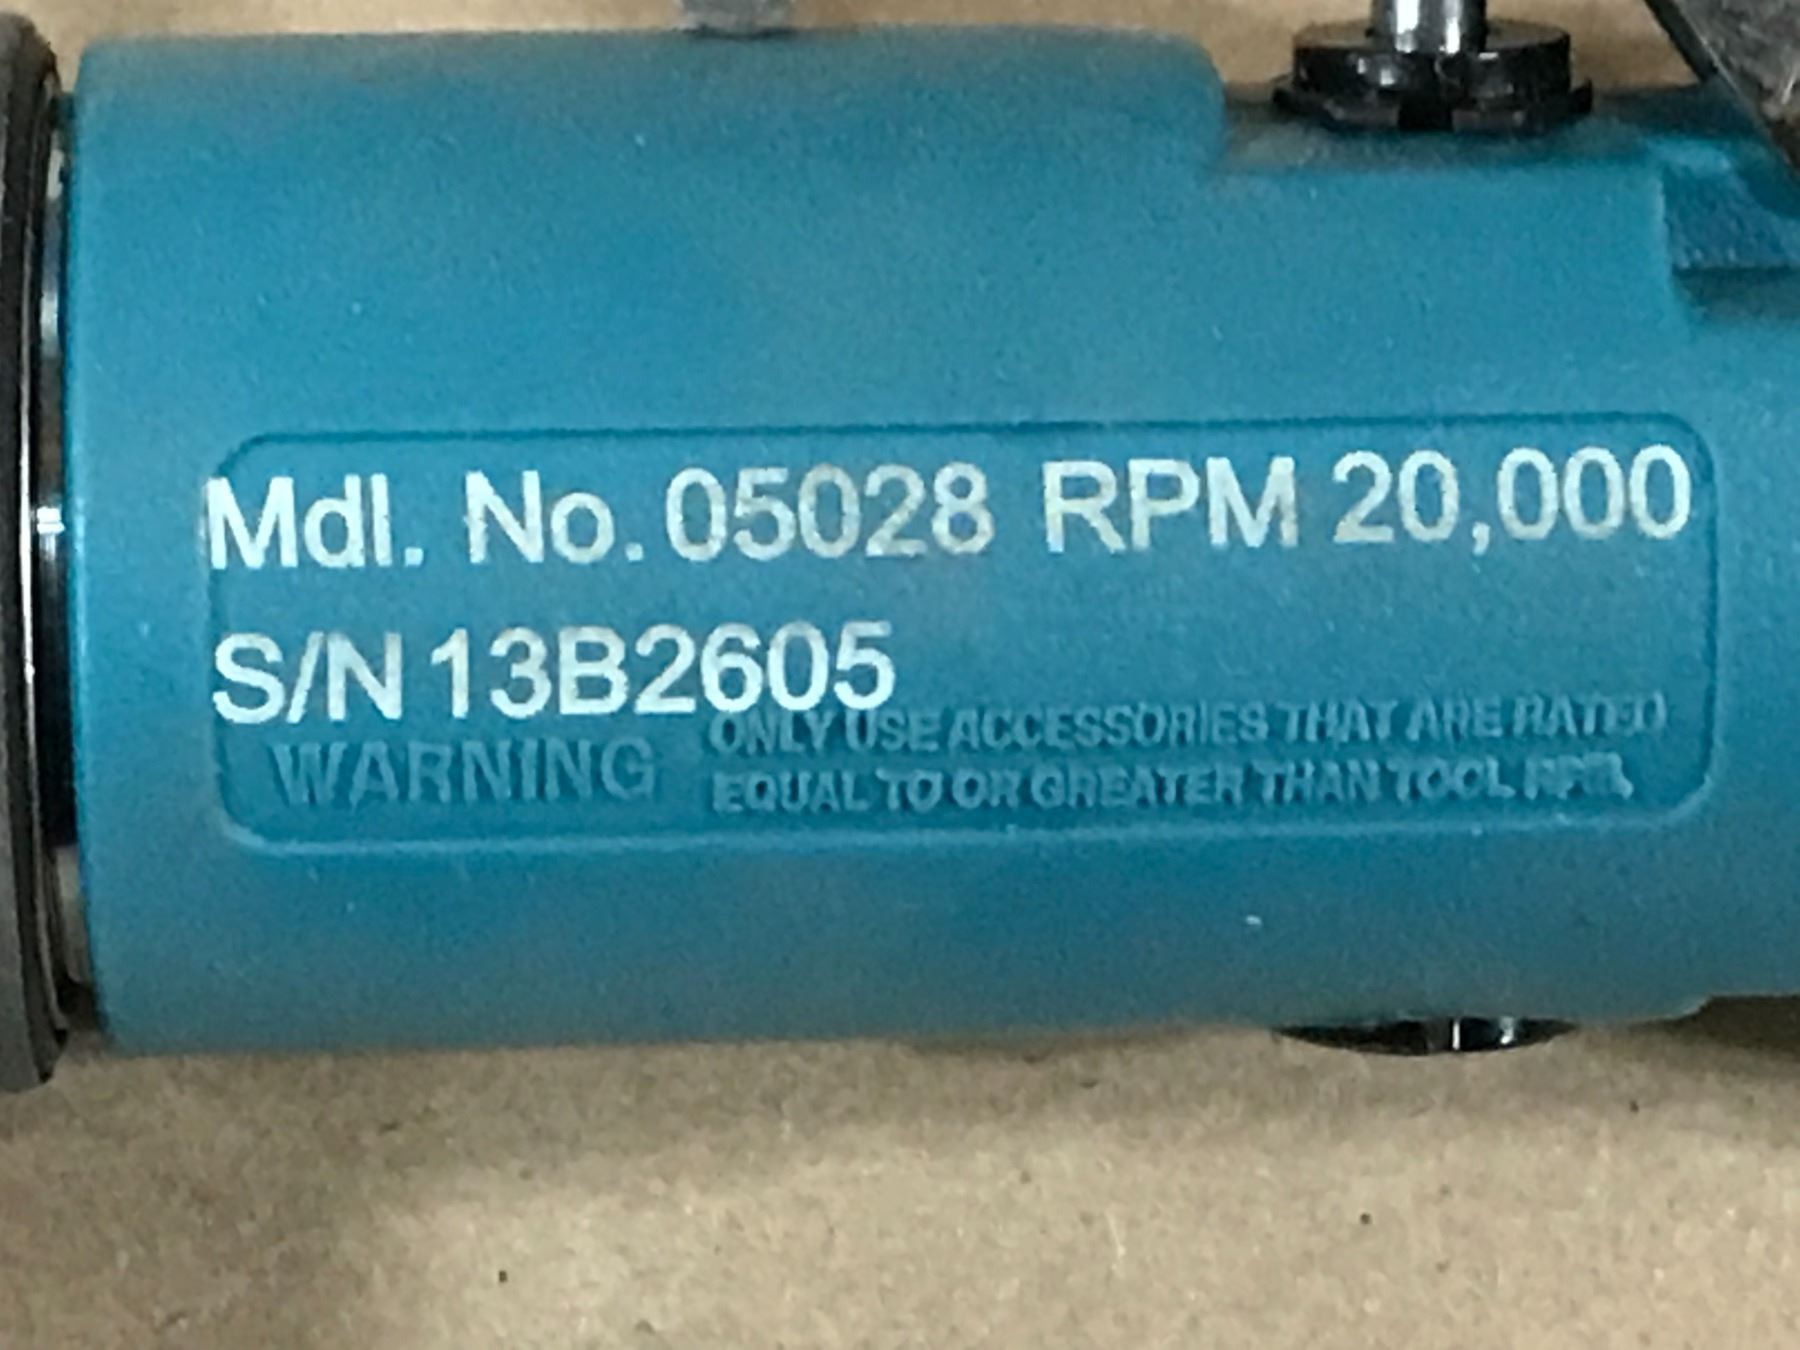 Mdl. No. 05028 RPM 20,000
S/N 13B2605
WARNING ONLY USE ACCESSORIES THAT ARE RATED
EQUAL TO OR GREATER THAN TOOL RPM.